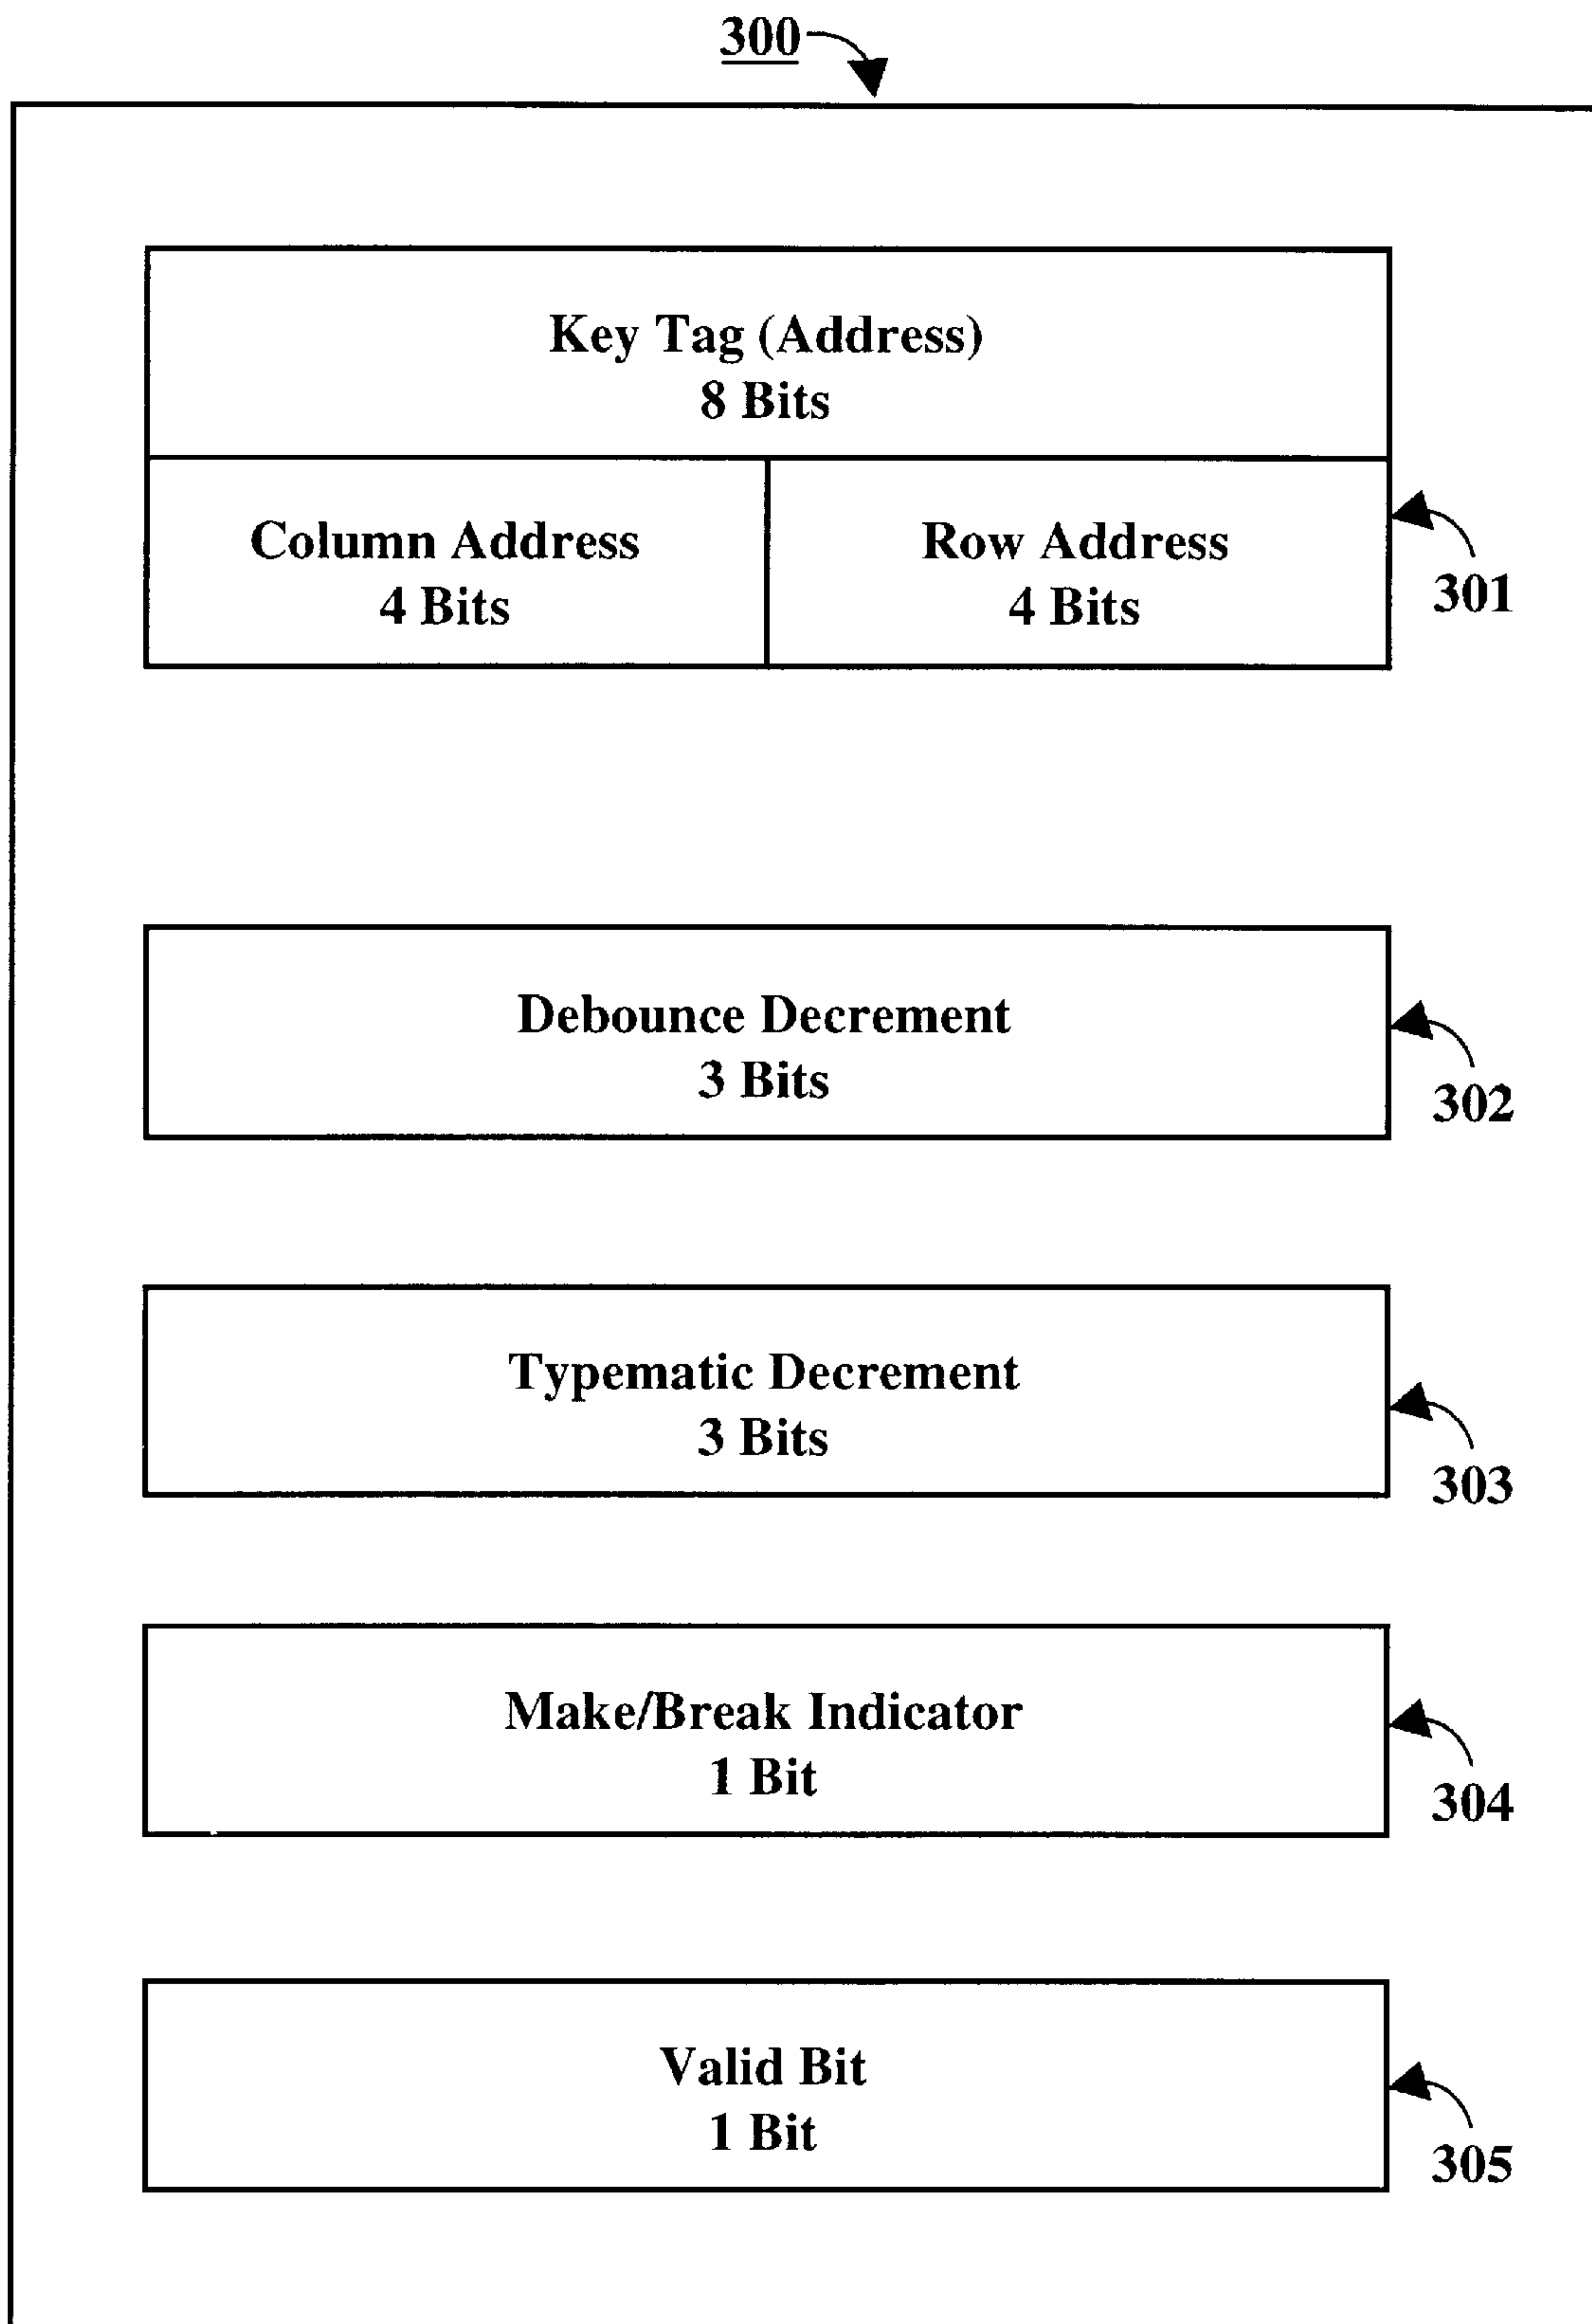 300
Key Tag (Address)
8 Bits
Column Address
4 Bits
Row Address
4 Bits
301
Debounce Decrement
3 Bits
302
Typematic Decrement
3 Bits
303
Make/Break Indicator
1 Bit
304
Valid Bit
1 Bit
305